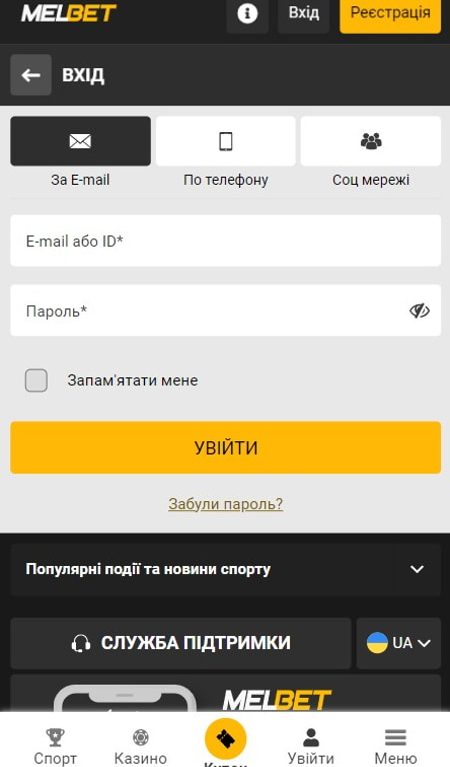 MELBET
Вхід
Реєстрація
ВХІД
За E-mail
По телефону
Соц мережі
E-mail або ID*
Пароль*
Запам'ятати мене
УВІЙТИ
Забули пароль?
Популярні події та новини спорту
СЛУЖБА ПІДТРИМКИ
UA
MELBET
Спорт
Казино
Увійти
Меню